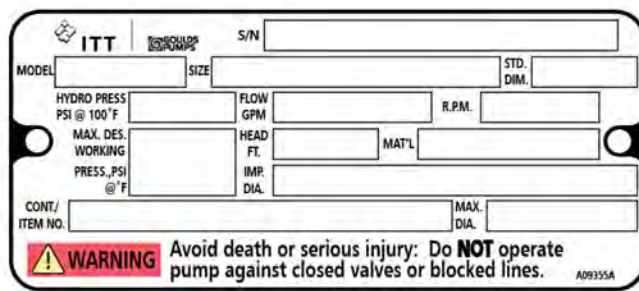 ITT GOULDS PUMPS S/N
MODEL SIZE STD. DIM.
HYDRO PRESS PSI @ 100°F FLOW GPM R.P.M.
MAX. DES. WORKING HEAD FT. MAT'L
PRESS.,PSI @°F IMP. DIA.
CONT./ ITEM NO. MAX. DIA.
WARNING
Avoid death or serious injury: Do NOT operate
pump against closed valves or blocked lines.
A09355A